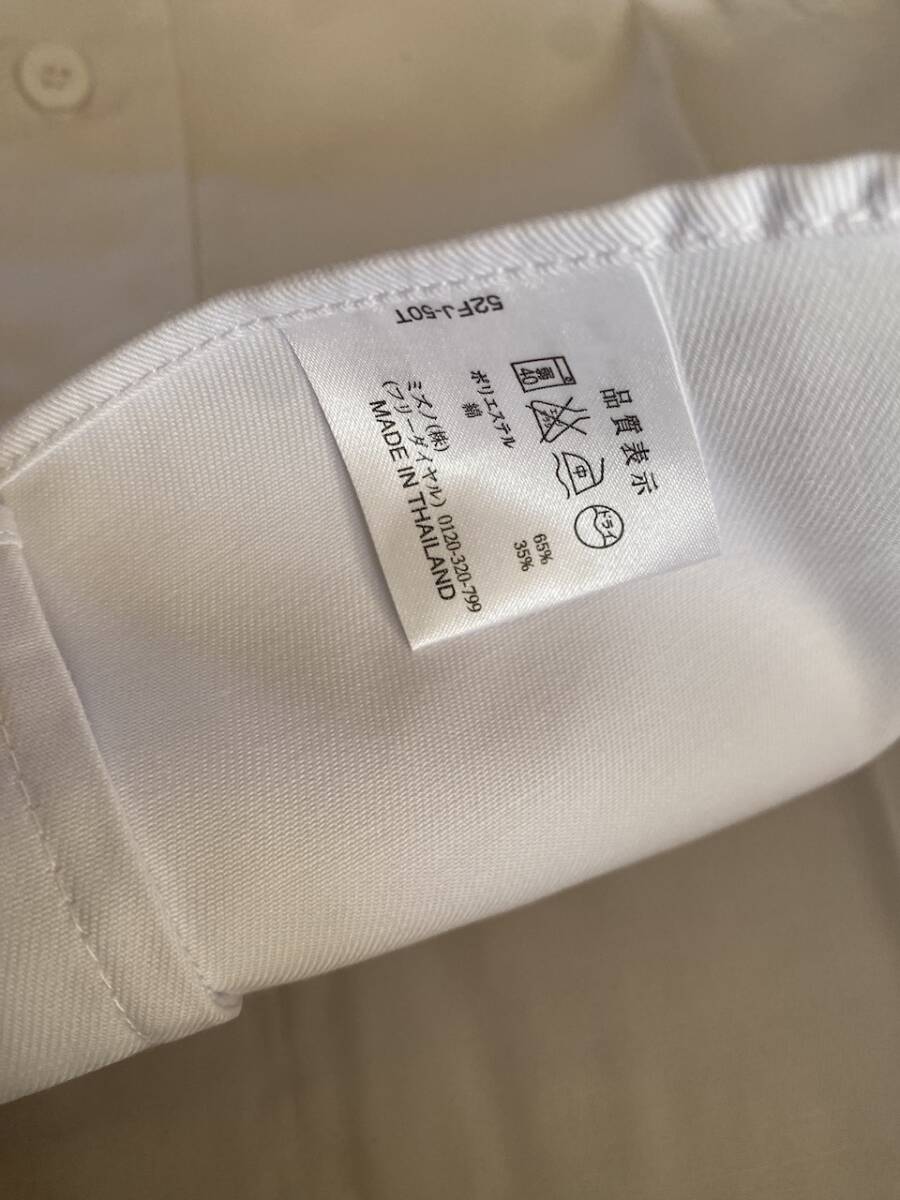 品質表示
弱
40
中
ドライ
ポリエステル 65%
綿 35%
ミズノ(株)
(フリーダイヤル) 0120-320-799
MADE IN THAILAND
52FJ-50T